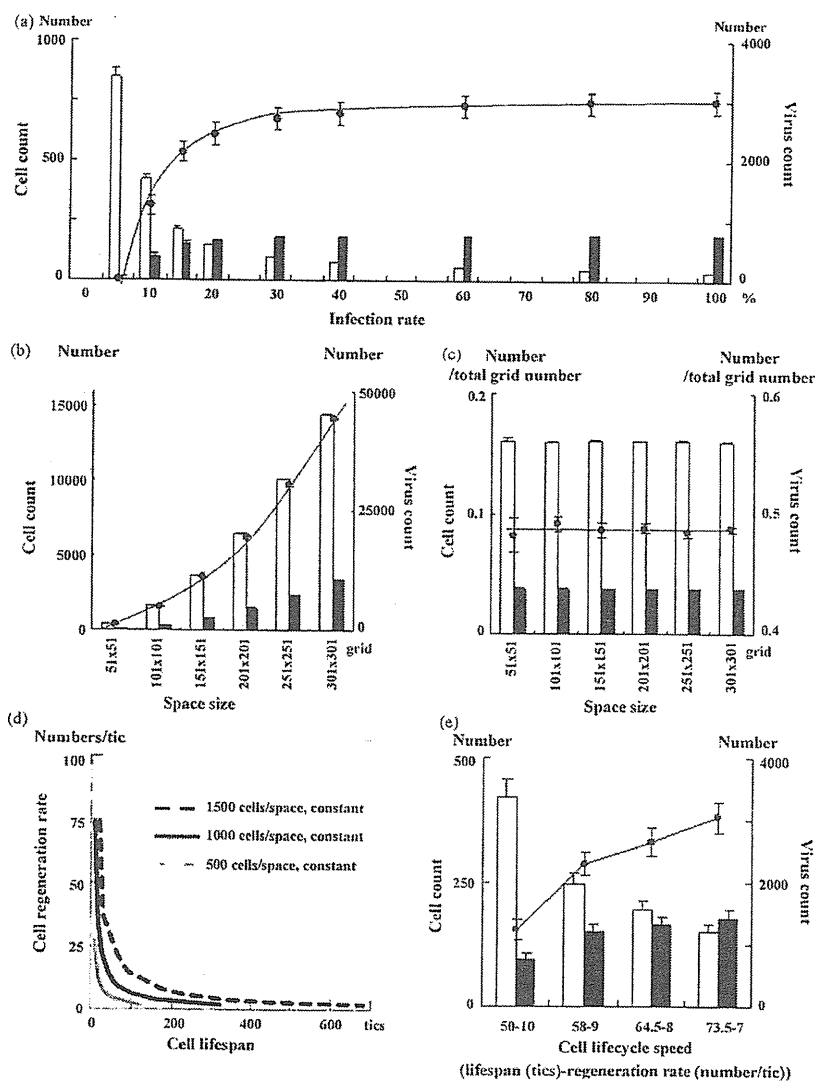 (a) Number
Number
1000
500
0
Cell count
4000
2000
0
Virus count
0 10 20 30 40 50 60 70 80 90 100 %
Infection rate
(b) Number
Number
15000
10000
5000
0
Cell count
50000
25000
0
Virus count
51x51 101x101 151x151 201x201 251x251 301x301 grid
Space size
(c) Number
/total grid number
Number
/total grid number
0.2
0.1
0
Cell count
0.6
0.5
0.4
Virus count
51x51 101x101 151x151 201x201 251x251 301x301 grid
Space size
(d)
Numbers/tic
100
75
50
25
0
Cell regeneration rate
1500 cells/space, constant
1000 cells/space, constant
500 cells/space, constant
0 200 400 600 tics
Cell lifespan
(e)
Number
Number
500
250
0
Cell count
4000
2000
0
Virus count
50-10 58-9 64.5-8 73.5-7
Cell lifecycle speed
(lifespan (tics)-regeneration rate (number/tic))